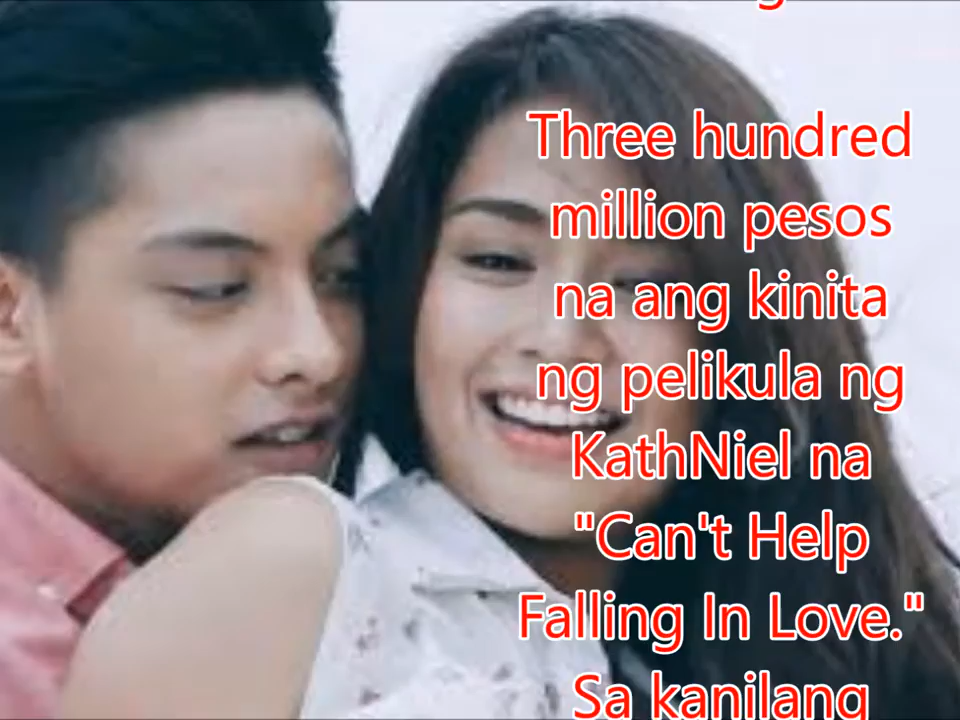 Three hundred
million pesos
na ang kinita
ng pelikula ng
KathNiel na
"Can't Help
Falling In Love."
Sa kanilang